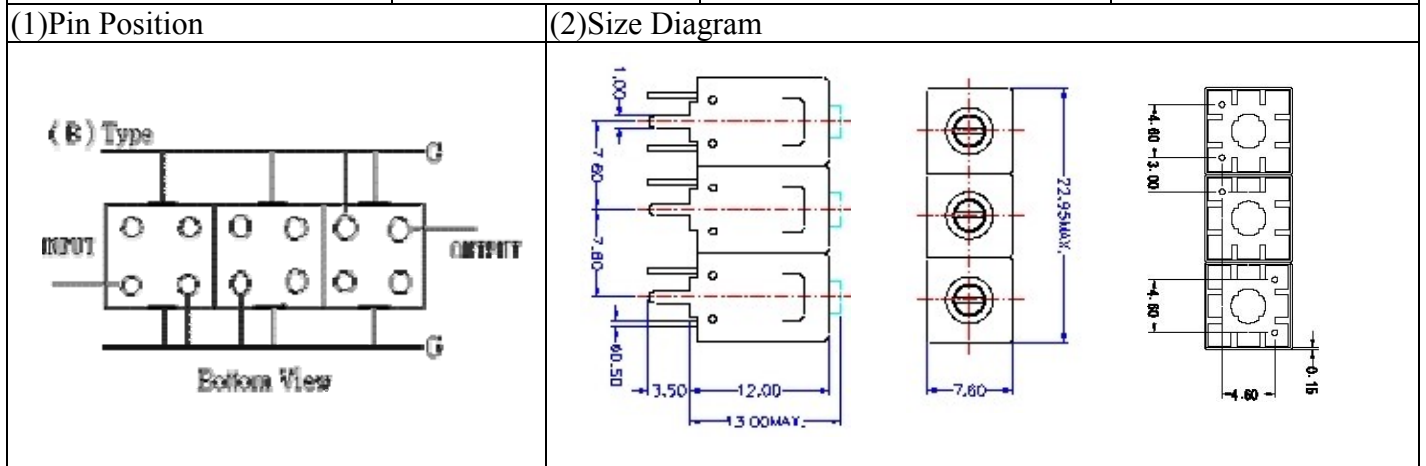 (1)Pin Position
(2)Size Diagram
(B) Type
G
INPUT
OUTPUT
G
Bottom View
1.00
7.60
7.60
φ0.50
3.50
12.00
13.00MAX.
22.95MAX.
7.60
4.60
3.00
4.60
4.60
0.15